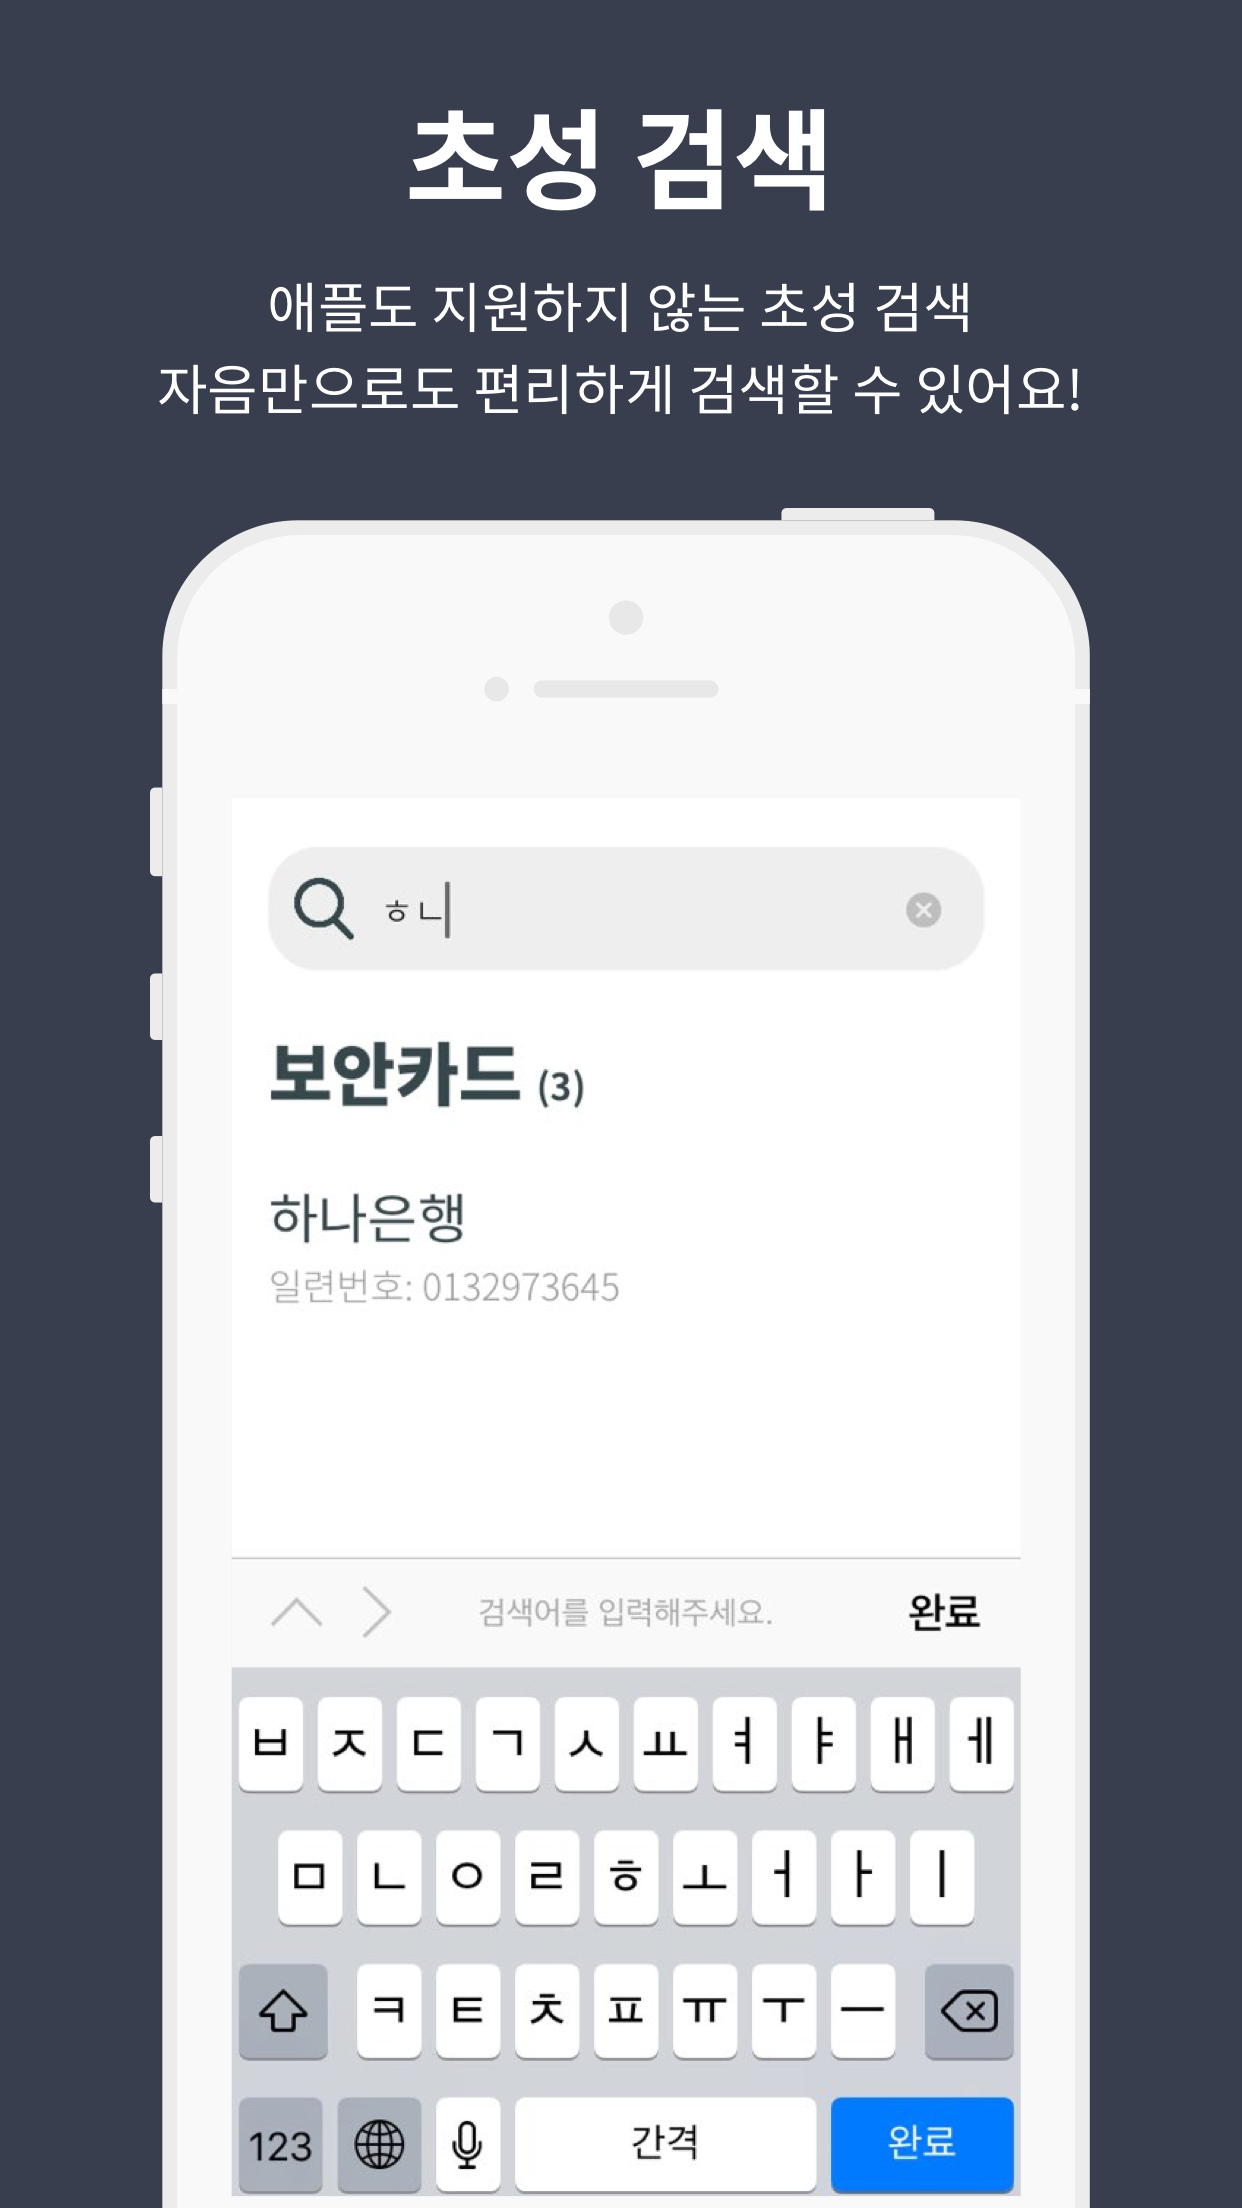 초성 검색
애플도 지원하지 않는 초성 검색
자음만으로도 편리하게 검색할 수 있어요!
ㅎㄴ
보안카드 (3)
하나은행
일련번호: 0132973645
검색어를 입력해주세요. 완료
ㅂ ㅈ ㄷ ㄱ ㅅ ㅛ ㅕ ㅑ ㅐ ㅔ
ㅁ ㄴ ㅇ ㄹ ㅎ ㅗ ㅓ ㅏ ㅣ
ㅋ ㅌ ㅊ ㅍ ㅠ ㅜ ㅡ
123 간격 완료